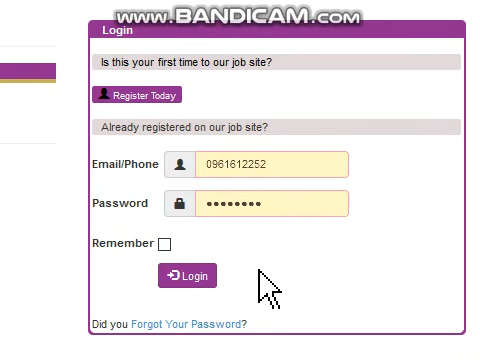 www.BANDICAM.com
Login
Is this your first time to our job site?
Register Today
Already registered on our job site?
Email/Phone 0961612252
Password ••••••••
Remember
Login
Did you Forgot Your Password?